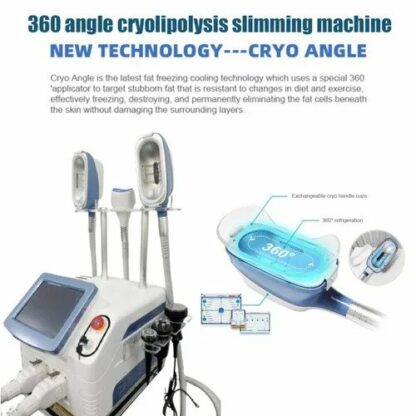 360 angle cryolipolysis slimming machine
NEW TECHNOLOGY---CRYO ANGLE
Cryo Angle is the latest fat freezing cooling technology which uses a special 360
'applicator to target stubbom fat that is resistant to changes in diet and exercise,
effectively freezing, destroying, and permanently eliminating the fat cells beneath
the skin without damaging the surrounding layers.
Exchangeable cryo handle cups
360° refrigeration
360°